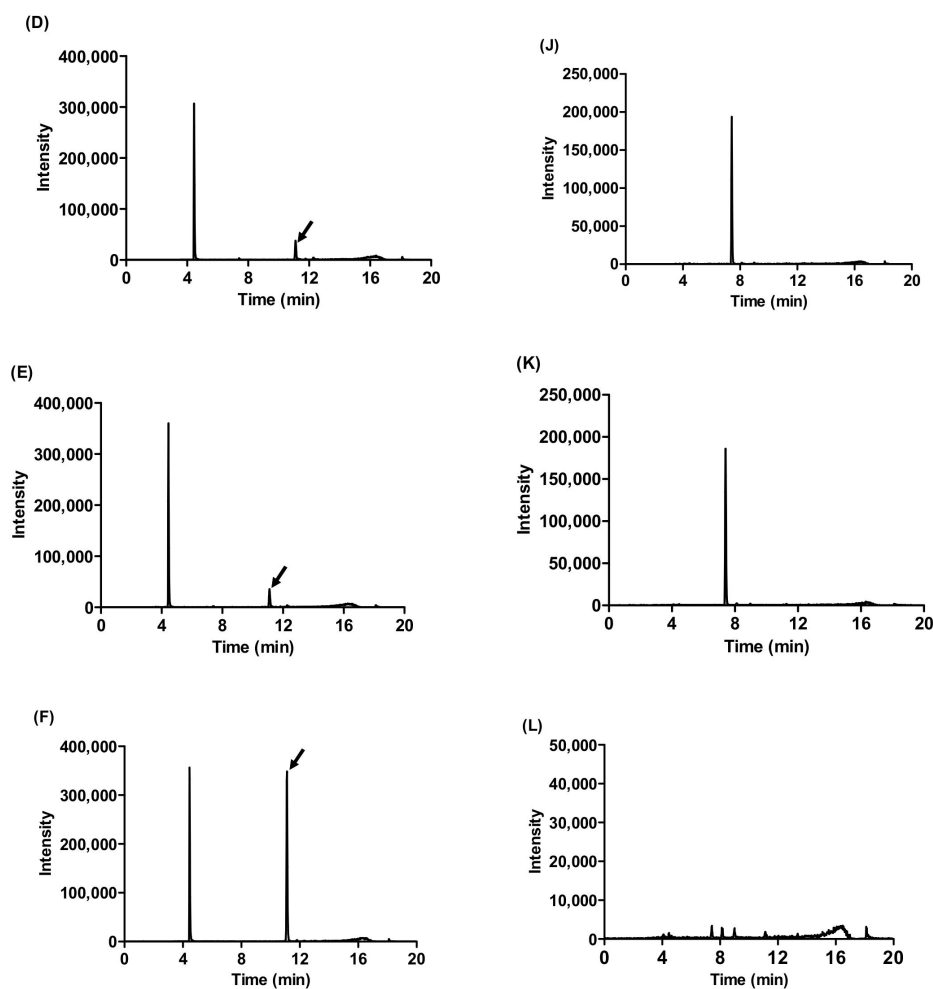 (D)
400,000
300,000
200,000
100,000
0
Intensity
0 4 8 12 16 20
Time (min)
(J)
250,000
200,000
150,000
100,000
50,000
0
Intensity
0 4 8 12 16 20
Time (min)
(E)
400,000
300,000
200,000
100,000
0
Intensity
0 4 8 12 16 20
Time (min)
(K)
250,000
200,000
150,000
100,000
50,000
0
Intensity
0 4 8 12 16 20
Time (min)
(F)
400,000
300,000
200,000
100,000
0
Intensity
0 4 8 12 16 20
Time (min)
(L)
50,000
40,000
30,000
20,000
10,000
0
Intensity
0 4 8 12 16 20
Time (min)